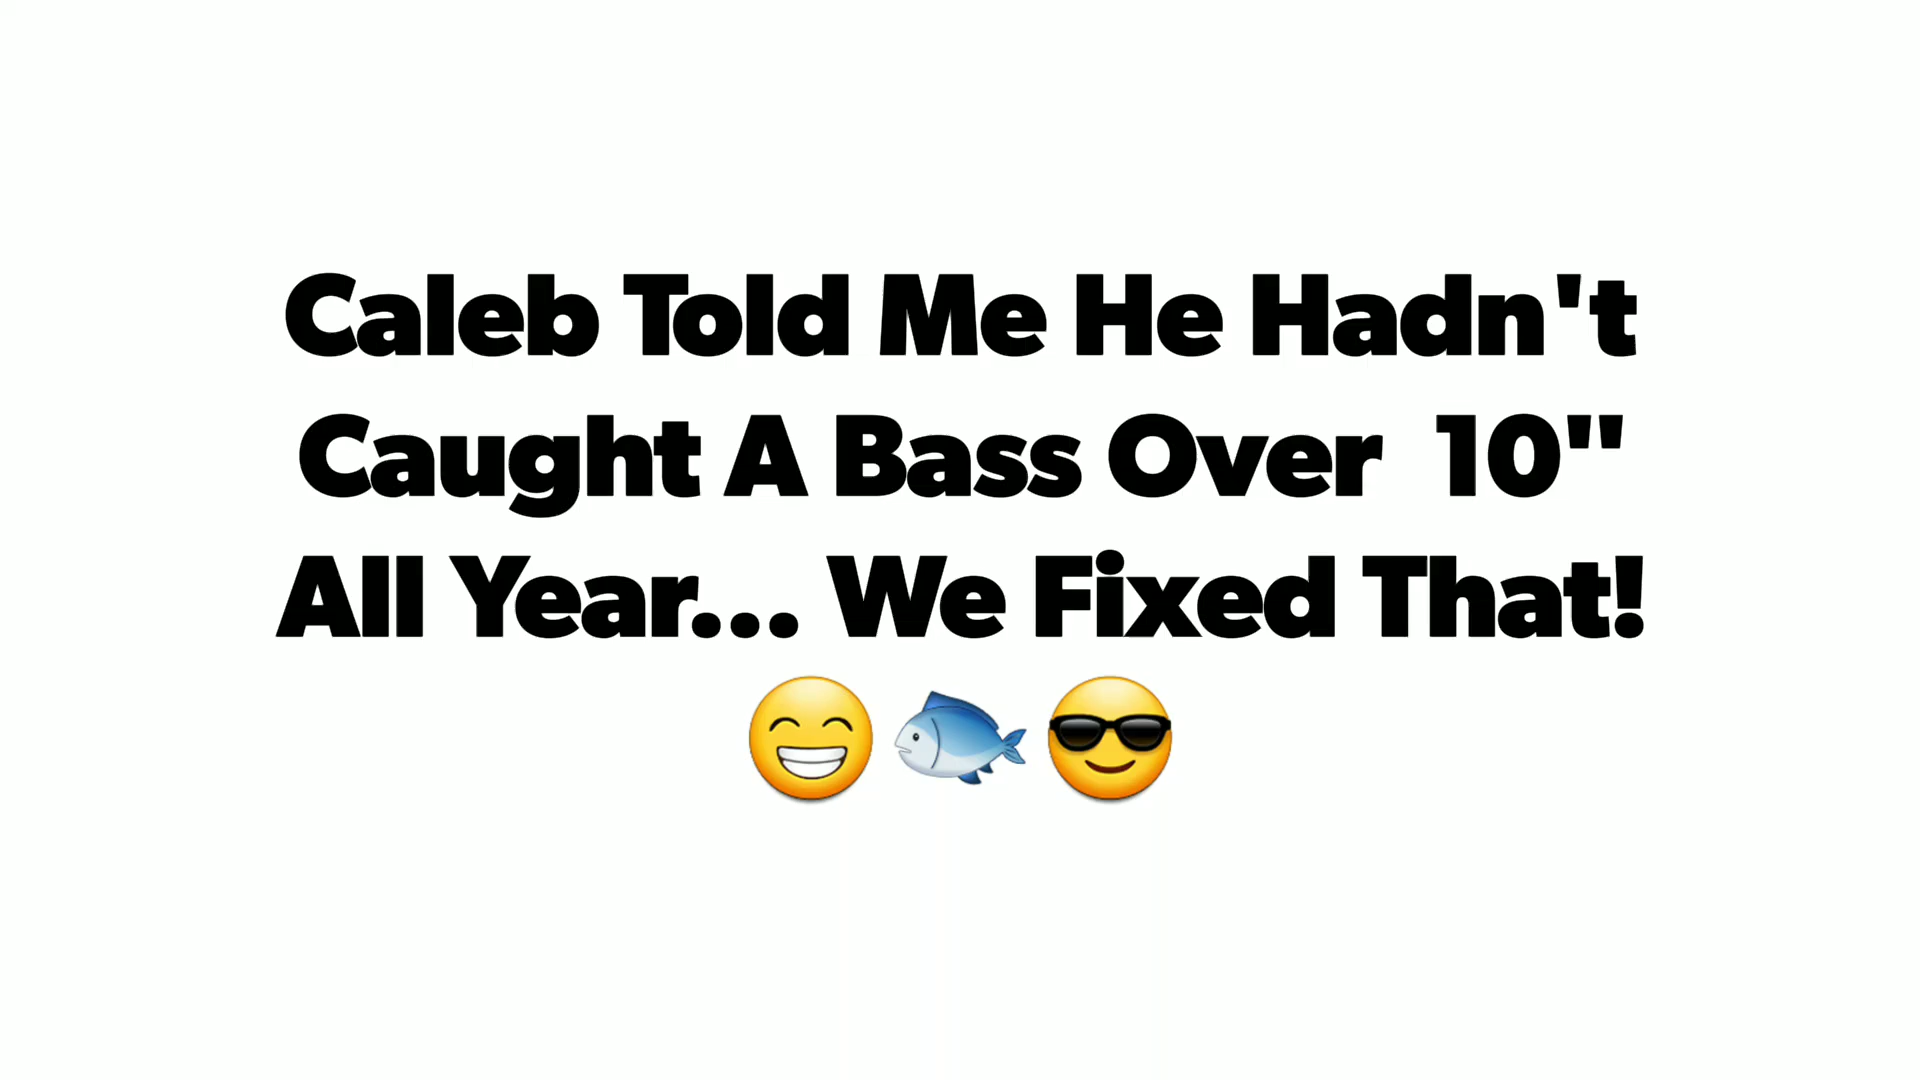 Caleb Told Me He Hadn't
Caught A Bass Over 10"
All Year... We Fixed That!
😁🐟😎